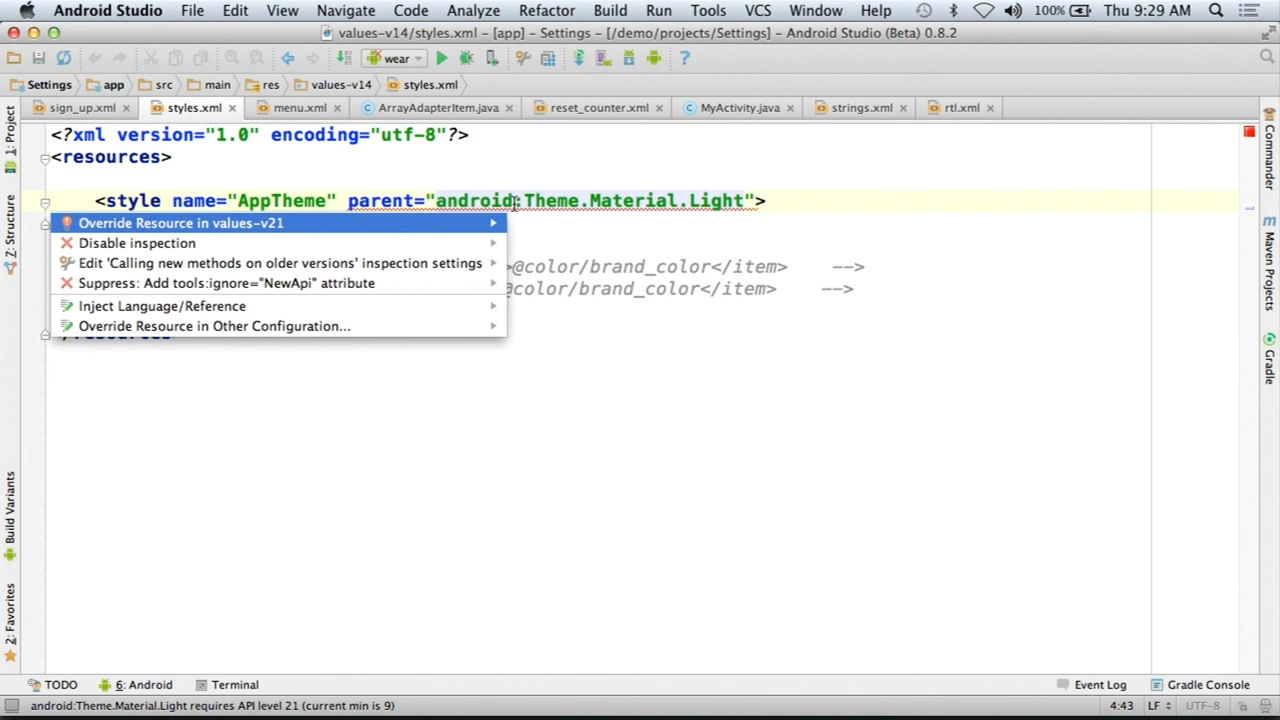 Android Studio File Edit View Navigate Code Analyze Refactor Build Run Tools VCS Window Help 100% Thu 9:29 AM
values-v14/styles.xml - [app] - Settings - [/demo/projects/Settings] - Android Studio (Beta) 0.8.2
wear
Settings app src main res values-v14 styles.xml
sign_up.xml styles.xml menu.xml ArrayAdapterItem.java reset_counter.xml MyActivity.java strings.xml rtl.xml
1: Project
Z: Structure
Build Variants
2: Favorites
<?xml version="1.0" encoding="utf-8"?>
<resources>
<style name="AppTheme" parent="android:Theme.Material.Light">
Override Resource in values-v21
Disable inspection
Edit 'Calling new methods on older versions' inspection settings
>@color/brand_color</item> -->
Suppress: Add tools:ignore="NewApi" attribute
@color/brand_color</item> -->
Inject Language/Reference
Override Resource in Other Configuration...
Commander
Maven Projects
Gradle
TODO 6: Android Terminal Event Log Gradle Console
android:Theme.Material.Light requires API level 21 (current min is 9) 4:43 LF UTF-8